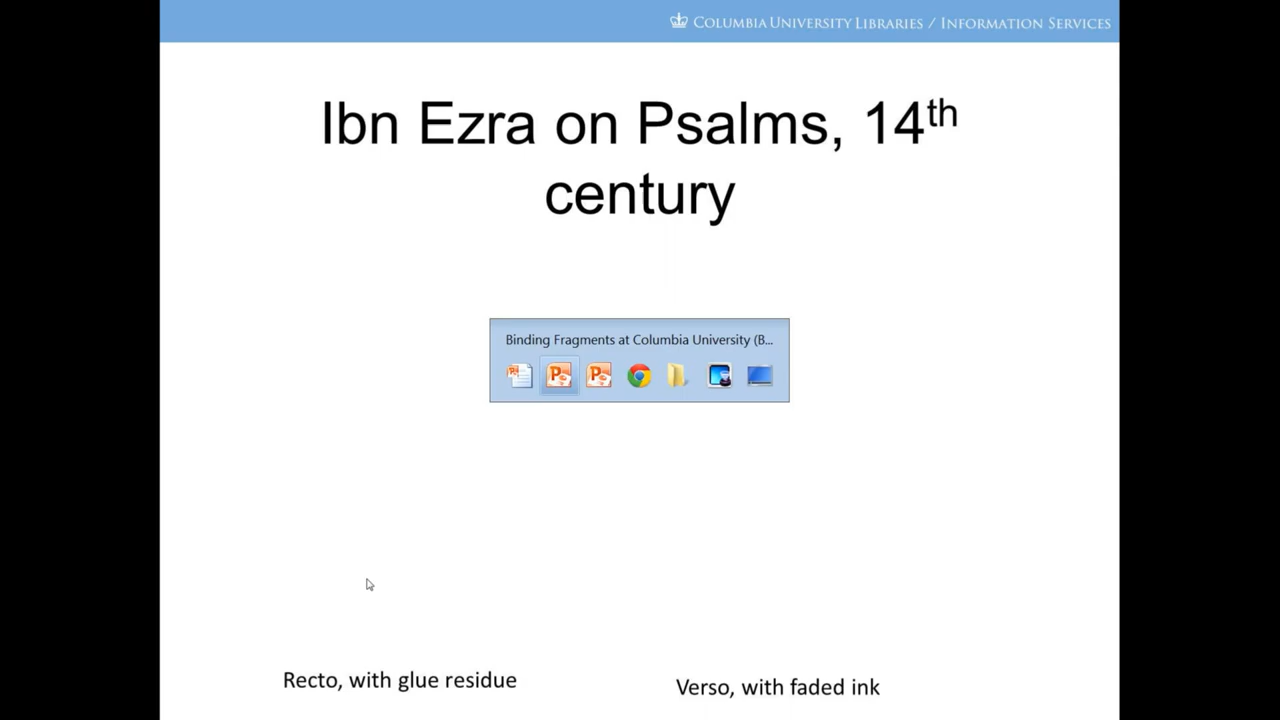 COLUMBIA UNIVERSITY LIBRARIES / INFORMATION SERVICES
Ibn Ezra on Psalms, 14th
century
Binding Fragments at Columbia University (B...
Recto, with glue residue
Verso, with faded ink